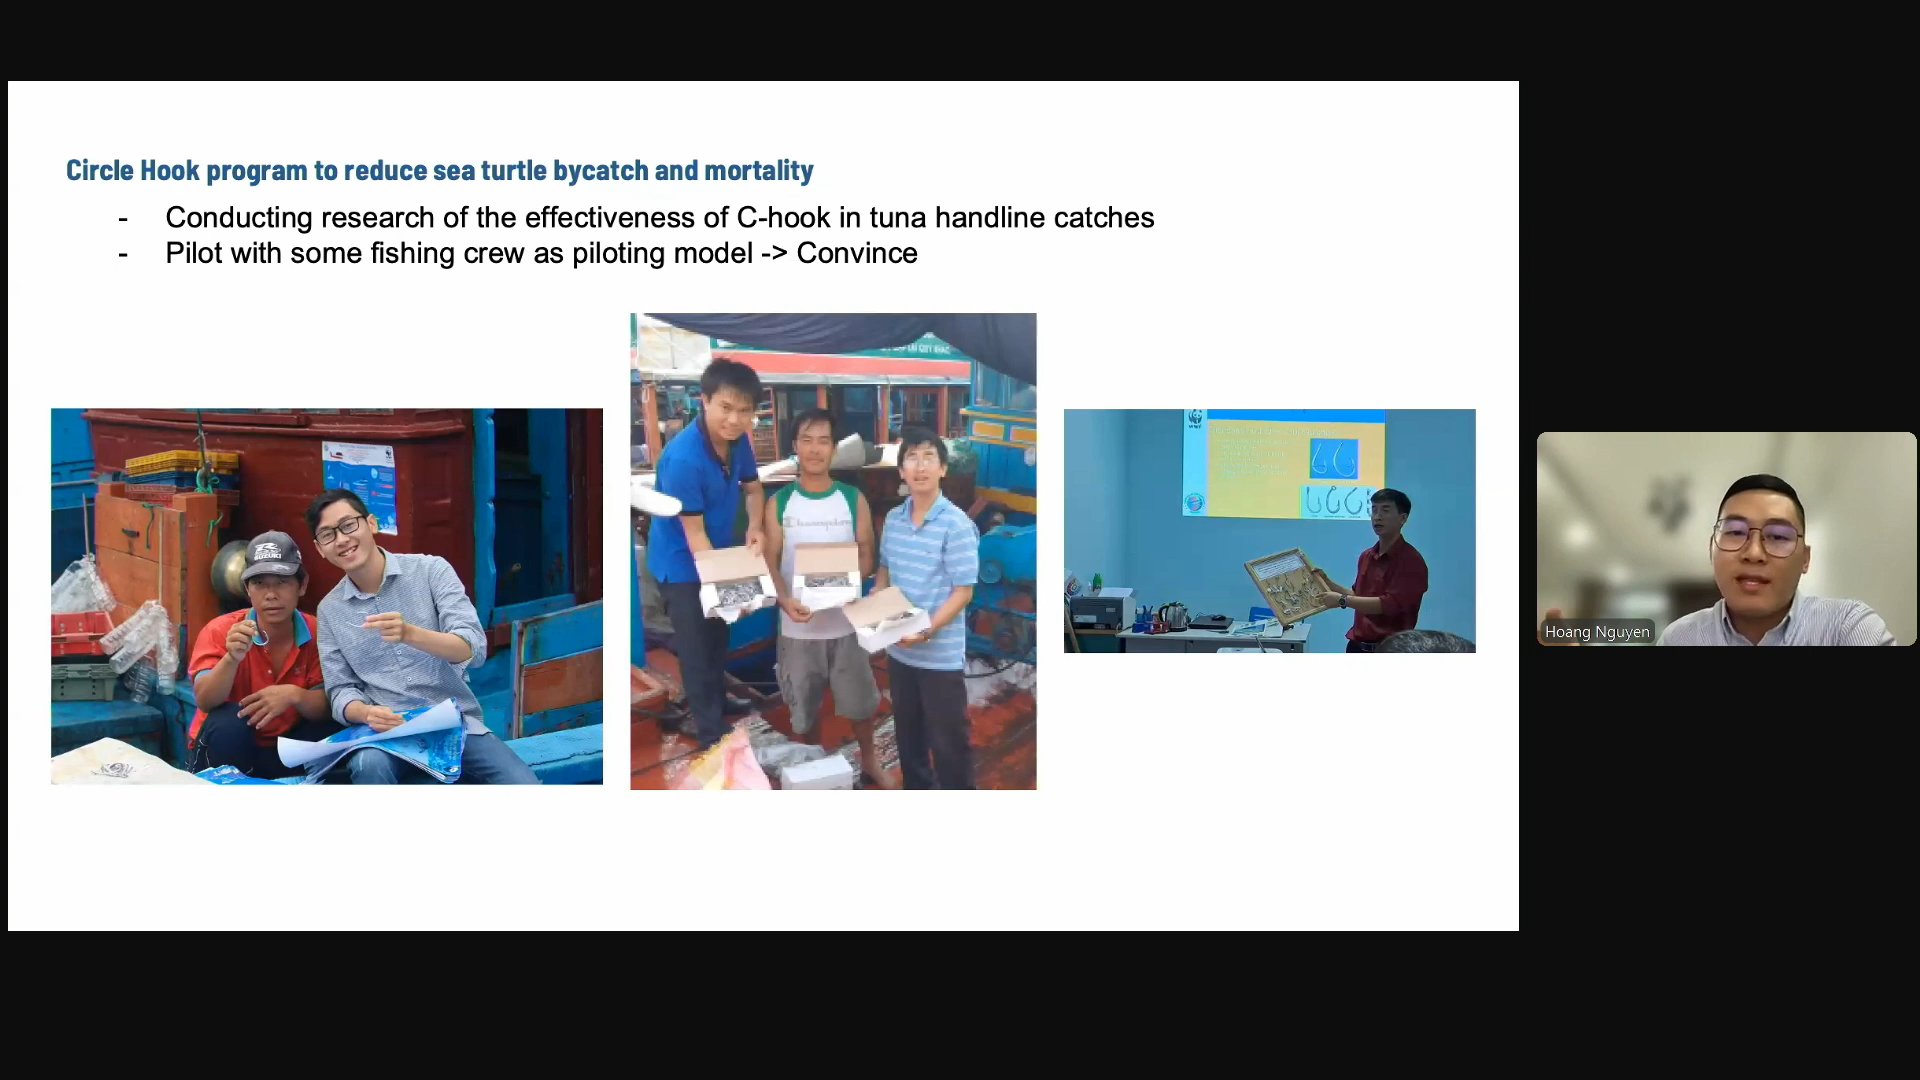 Circle Hook program to reduce sea turtle bycatch and mortality
- Conducting research of the effectiveness of C-hook in tuna handline catches
- Pilot with some fishing crew as piloting model -> Convince
SUZUKI
Champion
WWF
Hoang Nguyen